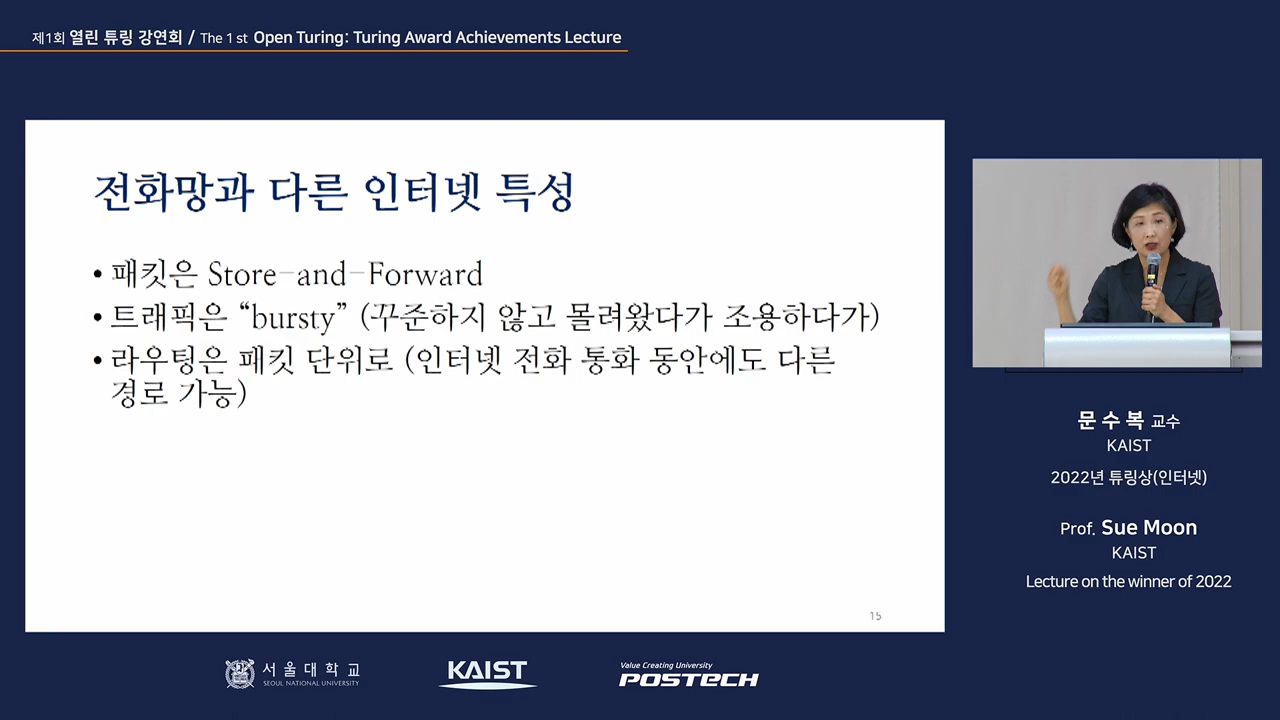 제1회 열린 튜링 강연회 / The 1 st Open Turing: Turing Award Achievements Lecture
전화망과 다른 인터넷 특성
• 패킷은 Store-and-Forward
• 트래픽은 “bursty” (꾸준하지 않고 몰려왔다가 조용하다가)
• 라우팅은 패킷 단위로 (인터넷 전화 통화 동안에도 다른
경로 가능)
15
문수복 교수
KAIST
2022년 튜링상(인터넷)
Prof. Sue Moon
KAIST
Lecture on the winner of 2022
서울대학교
SEOUL NATIONAL UNIVERSITY
KAIST
Value Creating University
POSTECH